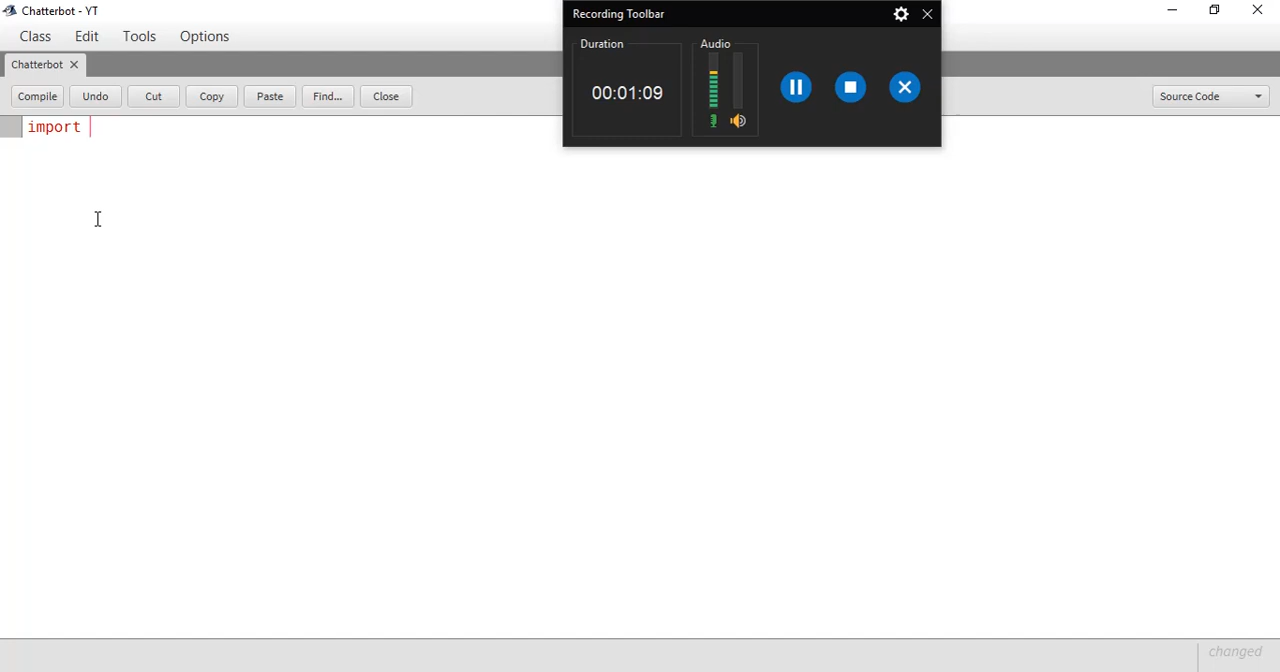 Chatterbot - YT
Class Edit Tools Options
Recording Toolbar
Duration
Audio
00:01:09
Chatterbot
Compile Undo Cut Copy Paste Find... Close
Source Code
import
changed